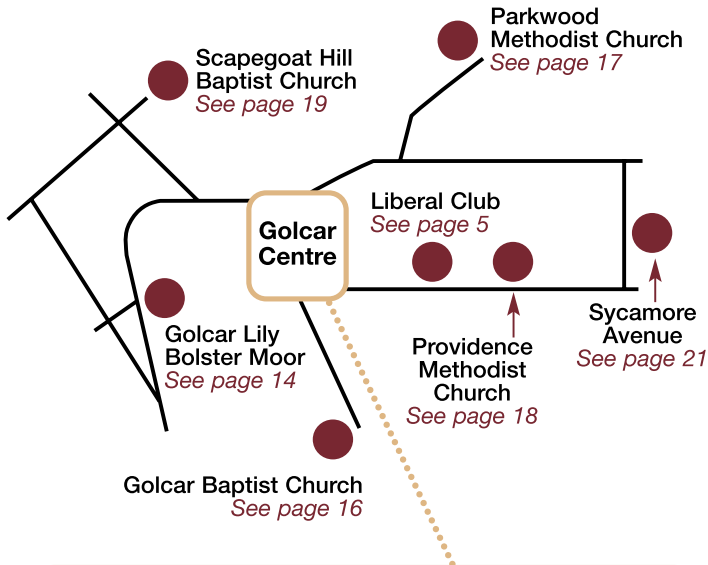 Parkwood
Methodist Church
See page 17
Scapegoat Hill
Baptist Church
See page 19
Liberal Club
See page 5
Golcar
Centre
Sycamore
Avenue
See page 21
Golcar Lily
Bolster Moor
See page 14
Providence
Methodist
Church
See page 18
Golcar Baptist Church
See page 16